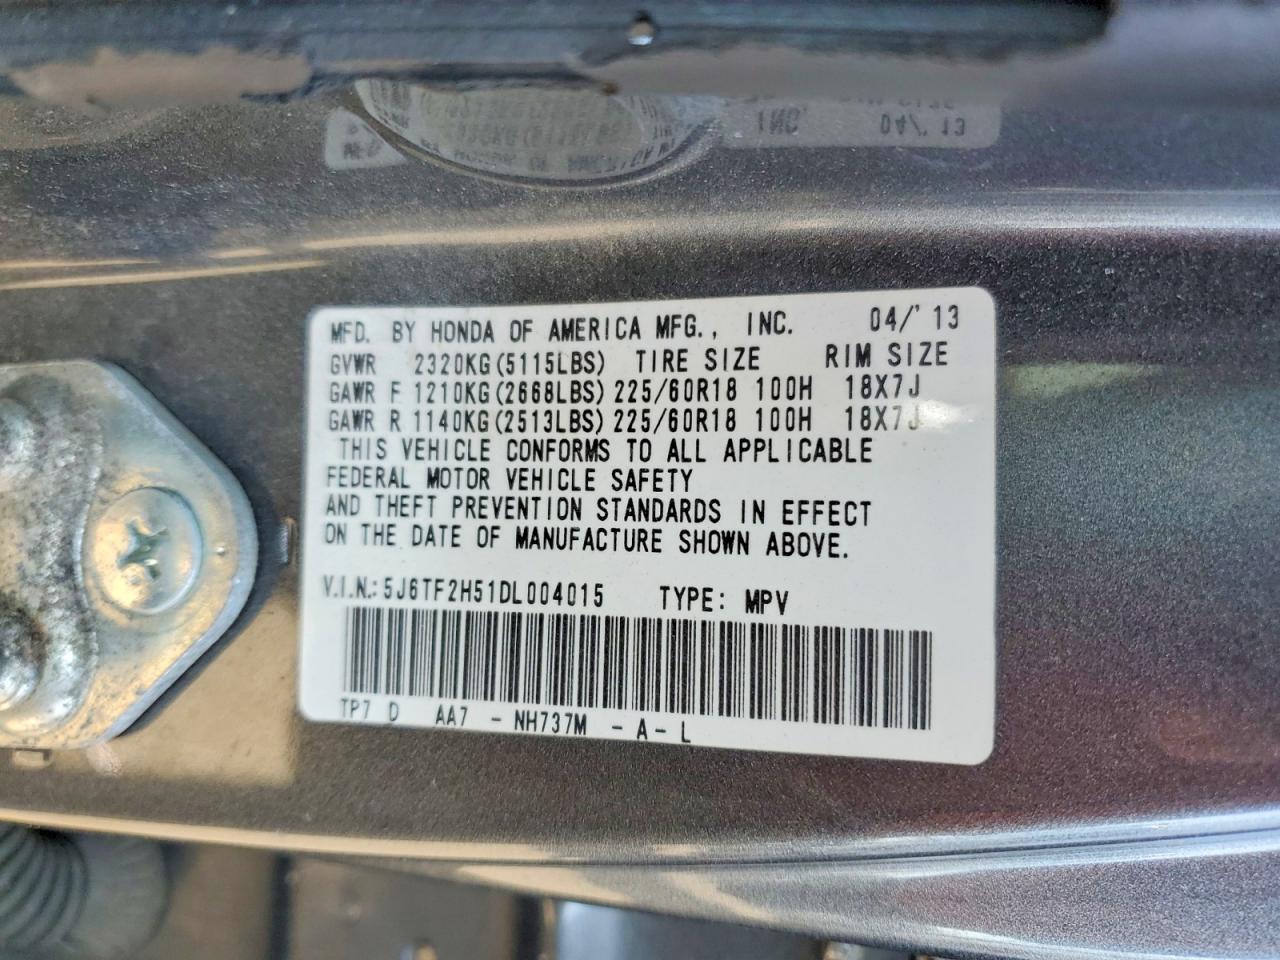 MFD. BY HONDA OF AMERICA MFG., INC. 04/'13
GVWR 2320KG(5115LBS) TIRE SIZE RIM SIZE
GAWR F 1210KG(2668LBS) 225/60R18 100H 18X7J
GAWR R 1140KG(2513LBS) 225/60R18 100H 18X7J
THIS VEHICLE CONFORMS TO ALL APPLICABLE
FEDERAL MOTOR VEHICLE SAFETY
AND THEFT PREVENTION STANDARDS IN EFFECT
ON THE DATE OF MANUFACTURE SHOWN ABOVE.
V.I.N.: 5J6TF2H51DL004015 TYPE: MPV
TP7 D AA7 - NH737M - A - L